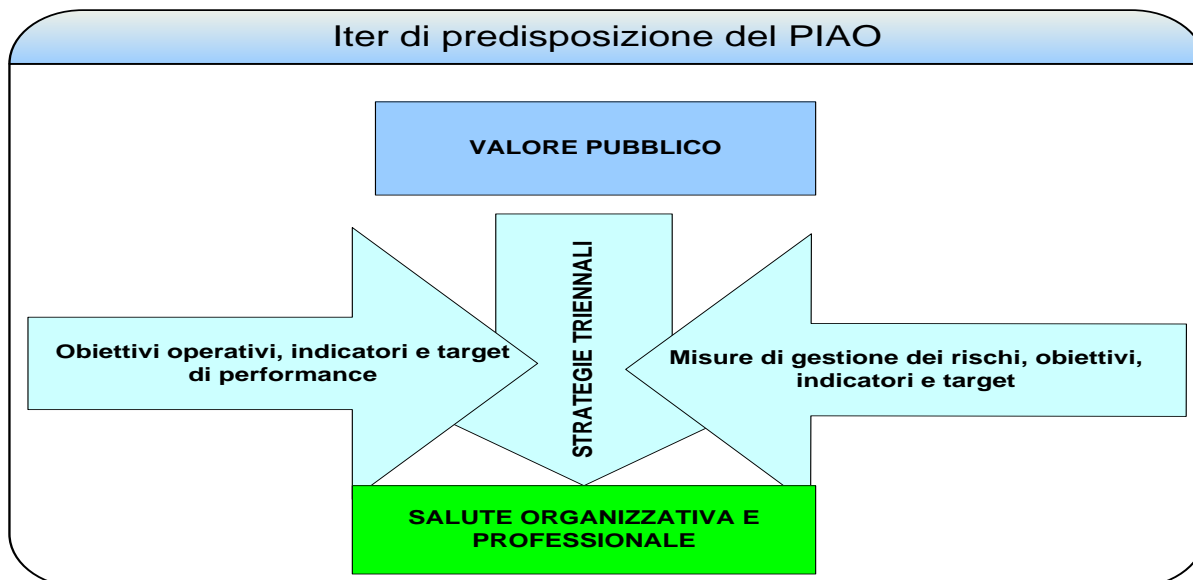 Iter di predisposizione del PIAO
VALORE PUBBLICO
STRATEGIE TRIENNALI
Obiettivi operativi, indicatori e target
di performance
Misure di gestione dei rischi, obiettivi,
indicatori e target
SALUTE ORGANIZZATIVA E
PROFESSIONALE